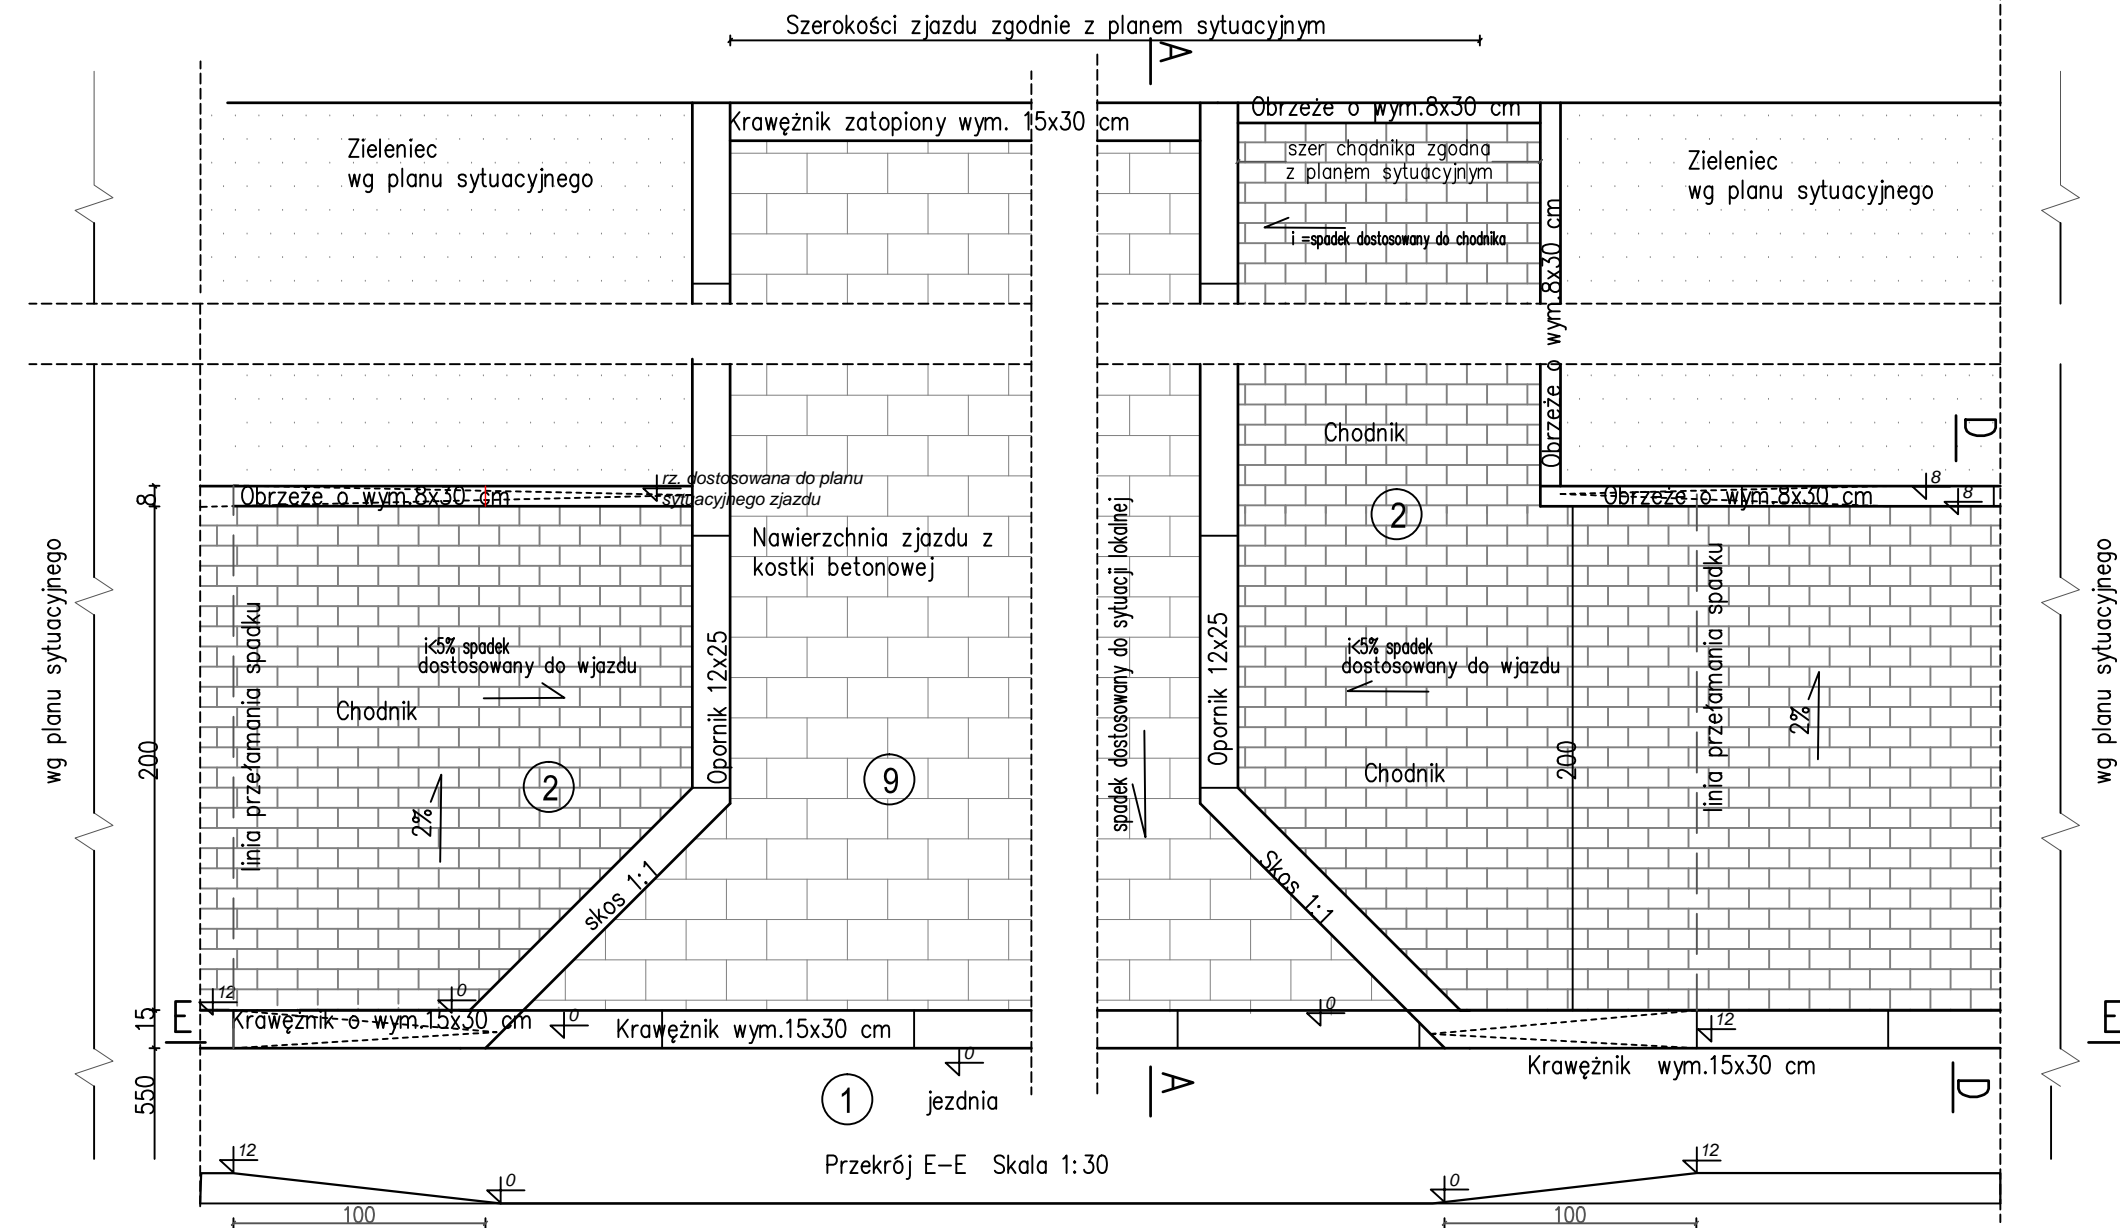 Szerokości zjazdu zgodnie z planem sytuacyjnym
A
Krawężnik zatopiony wym. 15x30 cm
Obrzeże o wym.8x30 cm
Zieleniec
wg planu sytuacyjnego
szer chodnika zgodna
z planem sytuacyjnym
Zieleniec
wg planu sytuacyjnego
i =spadek dostosowany do chodnika
Obrzeże o wym.8x30 cm
Chodnik
D
8
Obrzeże o wym.8x30 cm
rz. dostosowana do planu
sytuacyjnego zjazdu
2
Obrzeże o wym.8x30 cm
8
8
Nawierzchnia zjazdu z
kostki betonowej
wg planu sytuacyjnego
200
linia przełamania spadku
i<5% spadek
dostosowany do wjazdu
Chodnik
2%
2
Opornik 12x25
9
spadek dostosowany do sytuacji lokalnej
Opornik 12x25
i<5% spadek
dostosowany do wjazdu
Chodnik
200
linia przełamania spadku
2%
wg planu sytuacyjnego
skos 1:1
Skos 1:1
12
0
0
12
15
E
Krawężnik o wym.15x30 cm
0
Krawężnik wym.15x30 cm
E
0
Krawężnik wym.15x30 cm
550
1
jezdnia
A
D
Przekrój E-E Skala 1:30
12
0
0
12
100
100